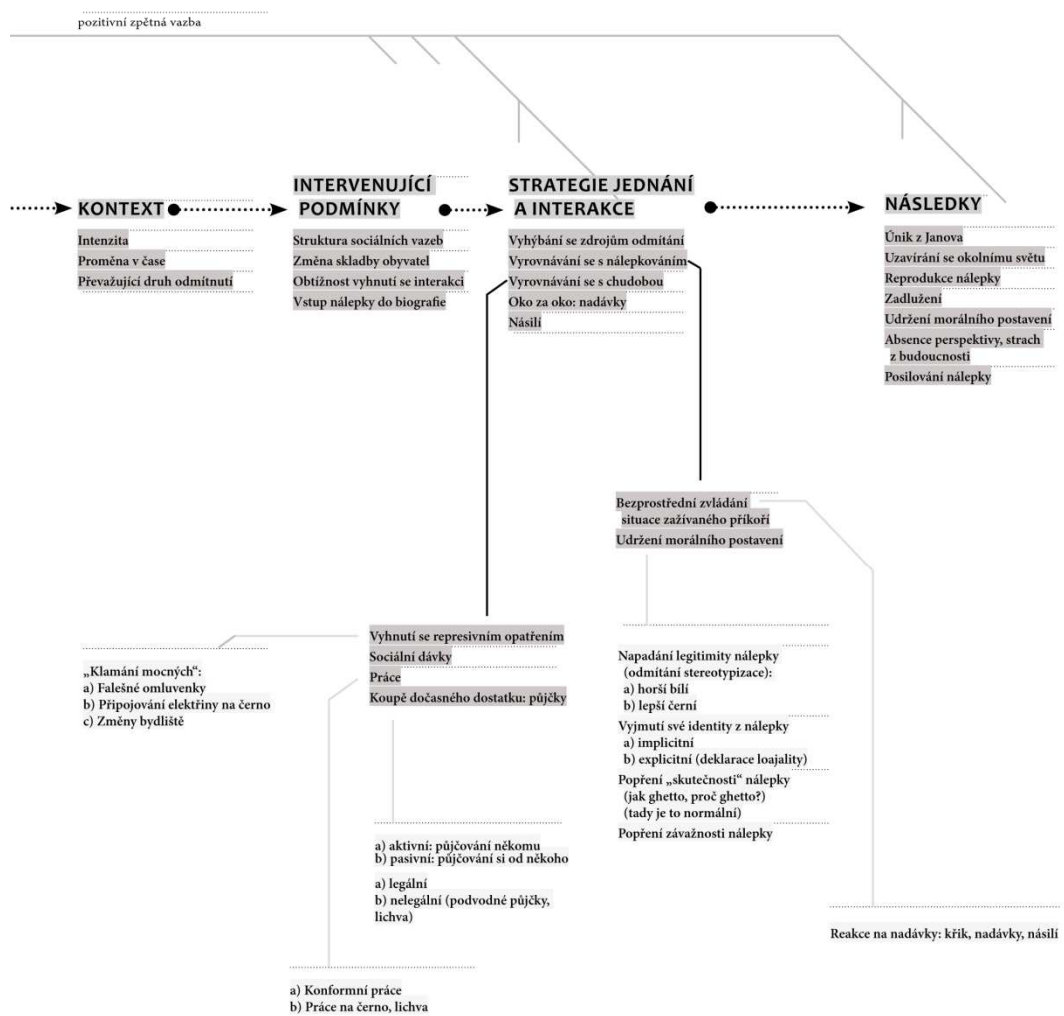 pozitivní zpětná vazba
KONTEXT
Intenzita
Proměna v čase
Převažující druh odmítnutí
INTERVENUJÍCÍ
PODMÍNKY
Struktura sociálních vazeb
Změna skladby obyvatel
Obtížnost vyhnutí se interakci
Vstup nálepky do biografie
STRATEGIE JEDNÁNÍ
A INTERAKCE
Vyhýbání se zdrojům odmítání
Vyrovnávání se s nálepkováním
Vyrovnávání se s chudobou
Oko za oko: nadávky
Násilí
NÁSLEDKY
Únik z Janova
Uzavírání se okolnímu světu
Reprodukce nálepky
Zadlužení
Udržení morálního postavení
Absence perspektivy, strach
z budoucnosti
Posilování nálepky
Bezprostřední zvládání
situace zažívaného příkoří
Udržení morálního postavení
Vyhnutí se represivním opatřením
Sociální dávky
Práce
Koupě dočasného dostatku: půjčky
„Klamání mocných“:
a) Falešné omluvenky
b) Připojování elektřiny na černo
c) Změny bydliště
Napadání legitimity nálepky
(odmítání stereotypizace):
a) horší bílí
b) lepší černí
Vyjmutí své identity z nálepky
a) implicitní
b) explicitní (deklarace loajality)
Popření „skutečnosti“ nálepky
(jak ghetto, proč ghetto?)
(tady je to normální)
Popření závažnosti nálepky
a) aktivní: půjčování někomu
b) pasivní: půjčování si od někoho
a) legální
b) nelegální (podvodné půjčky,
lichva)
Reakce na nadávky: křik, nadávky, násilí
a) Konformní práce
b) Práce na černo, lichva